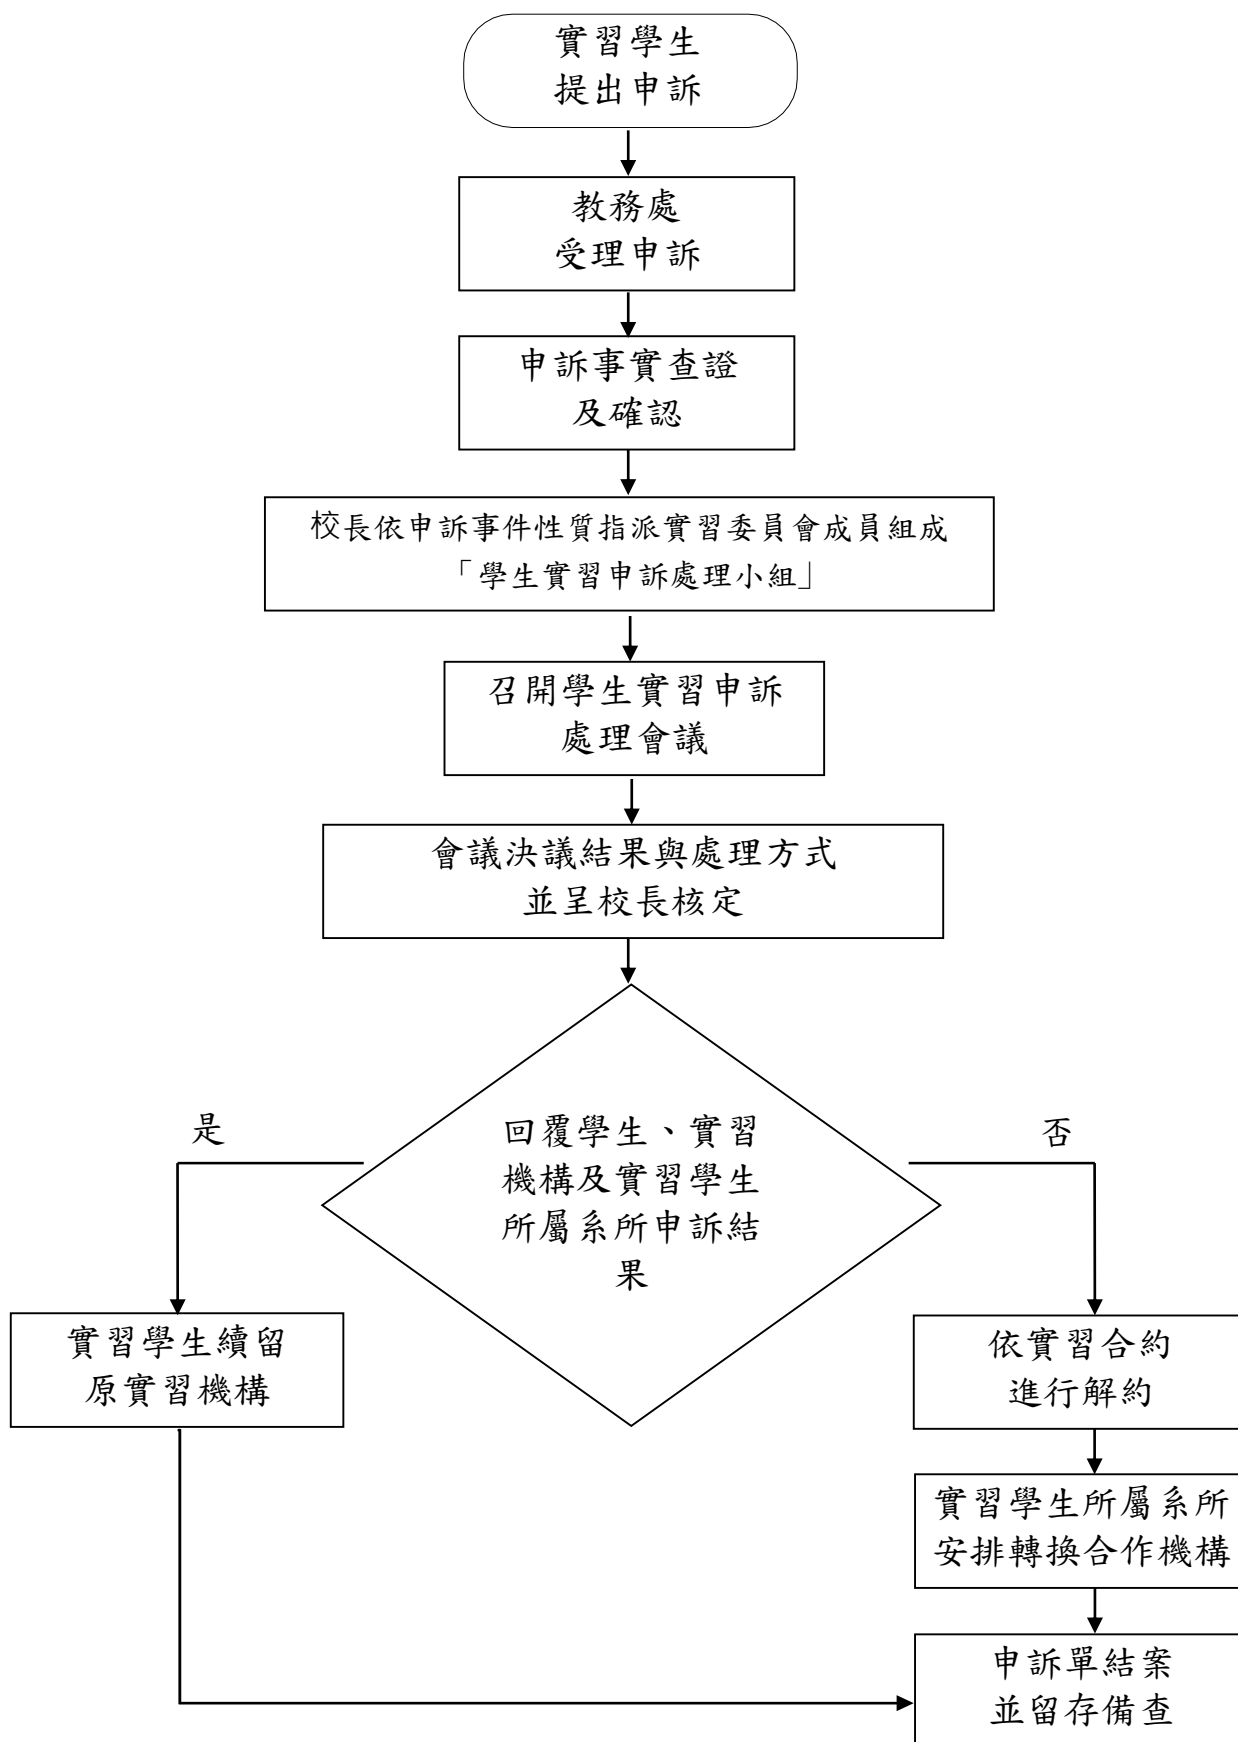 實習學生
提出申訴
教務處
受理申訴
申訴事實查證
及確認
校長依申訴事件性質指派實習委員會成員組成
「學生實習申訴處理小組」
召開學生實習申訴
處理會議
會議決議結果與處理方式
並呈校長核定
是
否
回覆學生、實習
機構及實習學生
所屬系所申訴結
果
實習學生續留
原實習機構
依實習合約
進行解約
實習學生所屬系所
安排轉換合作機構
申訴單結案
並留存備查